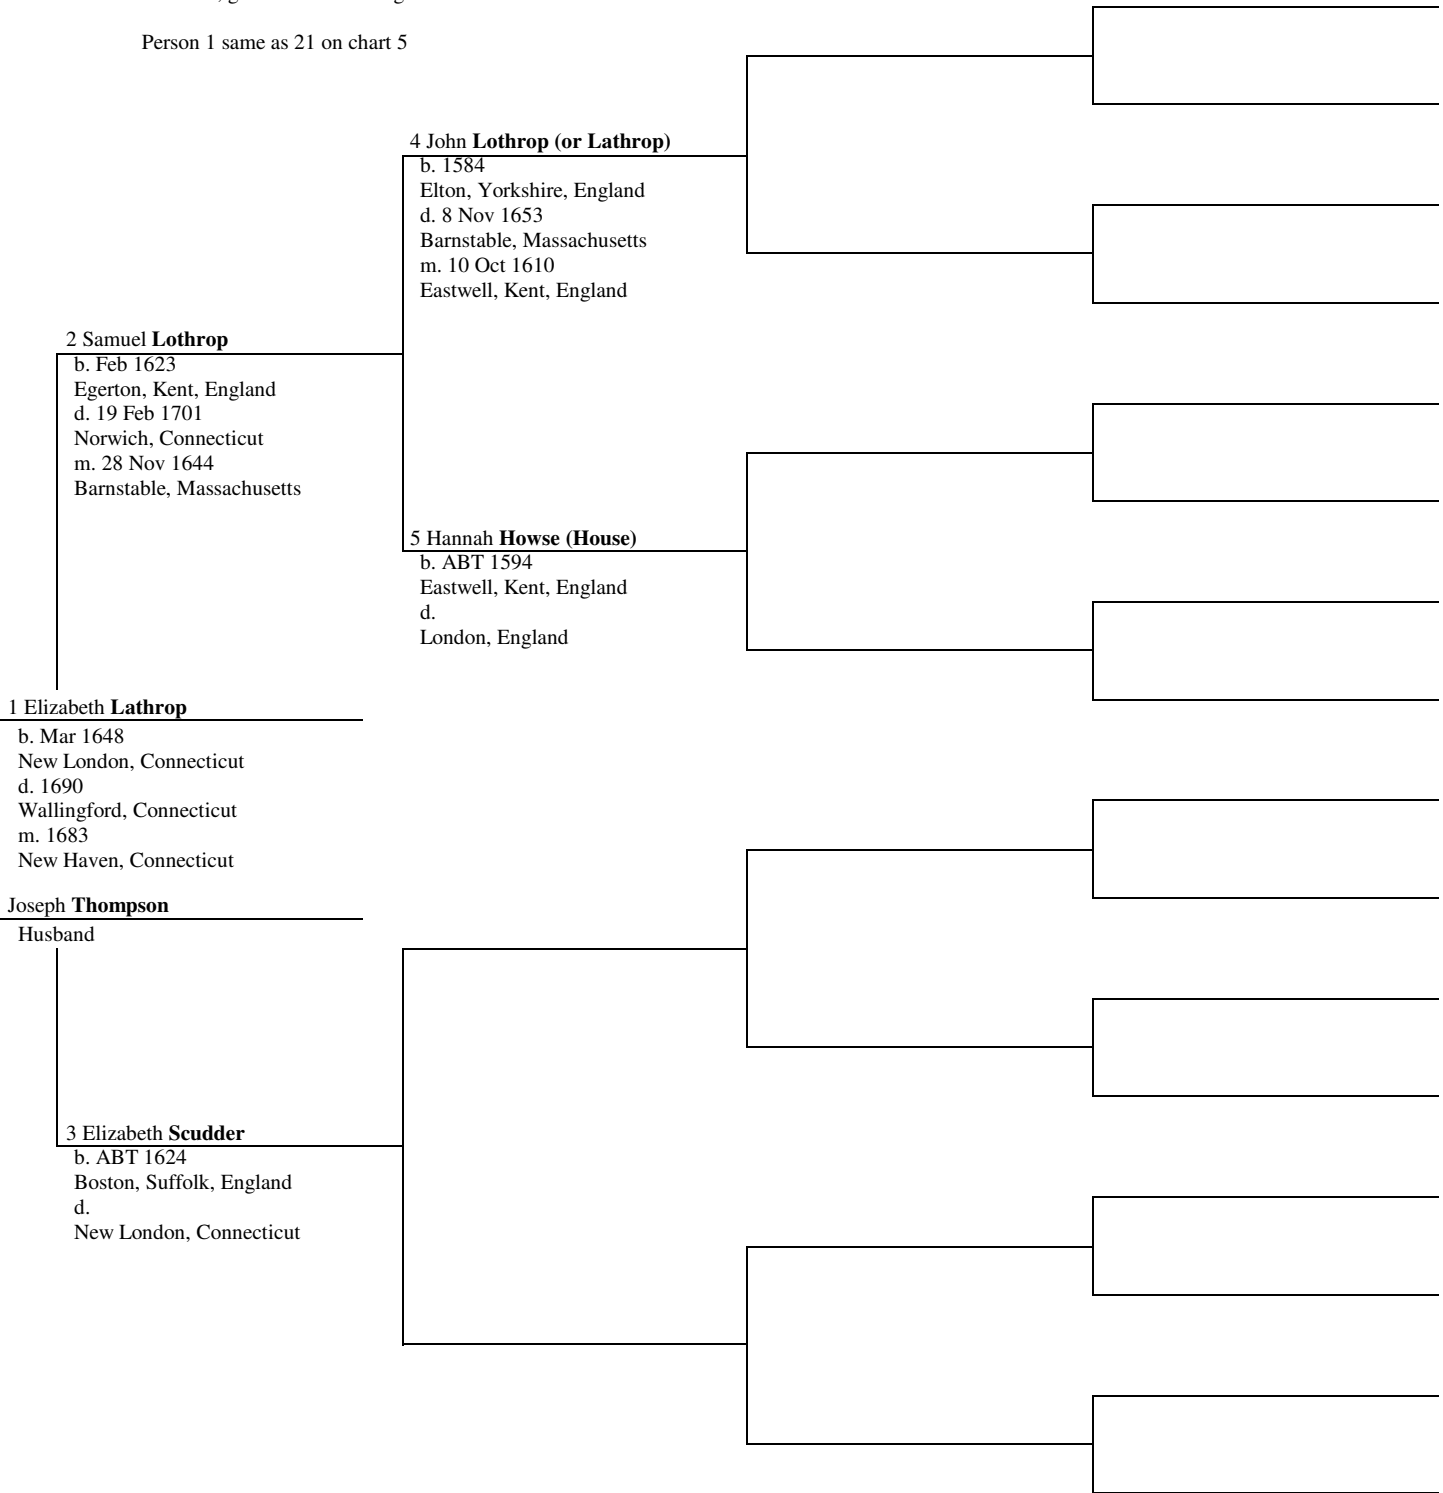 Person 1 same as 21 on chart 5
4 John Lothrop (or Lathrop)
b. 1584
Elton, Yorkshire, England
d. 8 Nov 1653
Barnstable, Massachusetts
m. 10 Oct 1610
Eastwell, Kent, England
2 Samuel Lothrop
b. Feb 1623
Egerton, Kent, England
d. 19 Feb 1701
Norwich, Connecticut
m. 28 Nov 1644
Barnstable, Massachusetts
5 Hannah Howse (House)
b. ABT 1594
Eastwell, Kent, England
d.
London, England
1 Elizabeth Lathrop
b. Mar 1648
New London, Connecticut
d. 1690
Wallingford, Connecticut
m. 1683
New Haven, Connecticut
Joseph Thompson
Husband
3 Elizabeth Scudder
b. ABT 1624
Boston, Suffolk, England
d.
New London, Connecticut